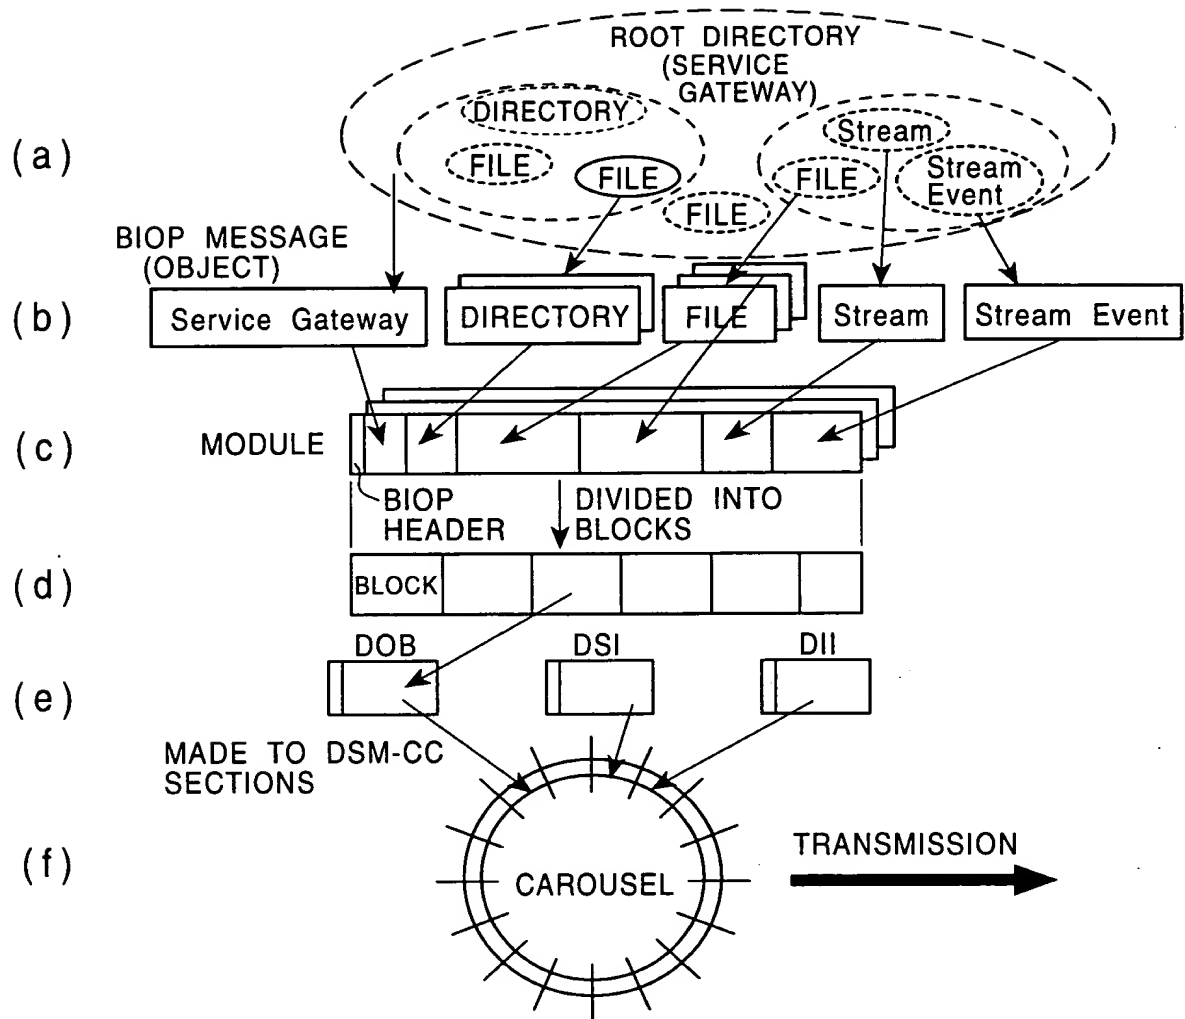 ROOT DIRECTORY
(SERVICE
GATEWAY)
(a)
DIRECTORY
Stream
FILE
FILE
FILE
Stream
Event
FILE
BIOP MESSAGE
(OBJECT)
(b)
Service Gateway
DIRECTORY
FILE
Stream
Stream Event
(c)
MODULE
BIOP
HEADER
DIVIDED INTO
BLOCKS
(d)
BLOCK
DOB
DSI
DII
(e)
MADE TO DSM-CC
SECTIONS
(f)
CAROUSEL
TRANSMISSION